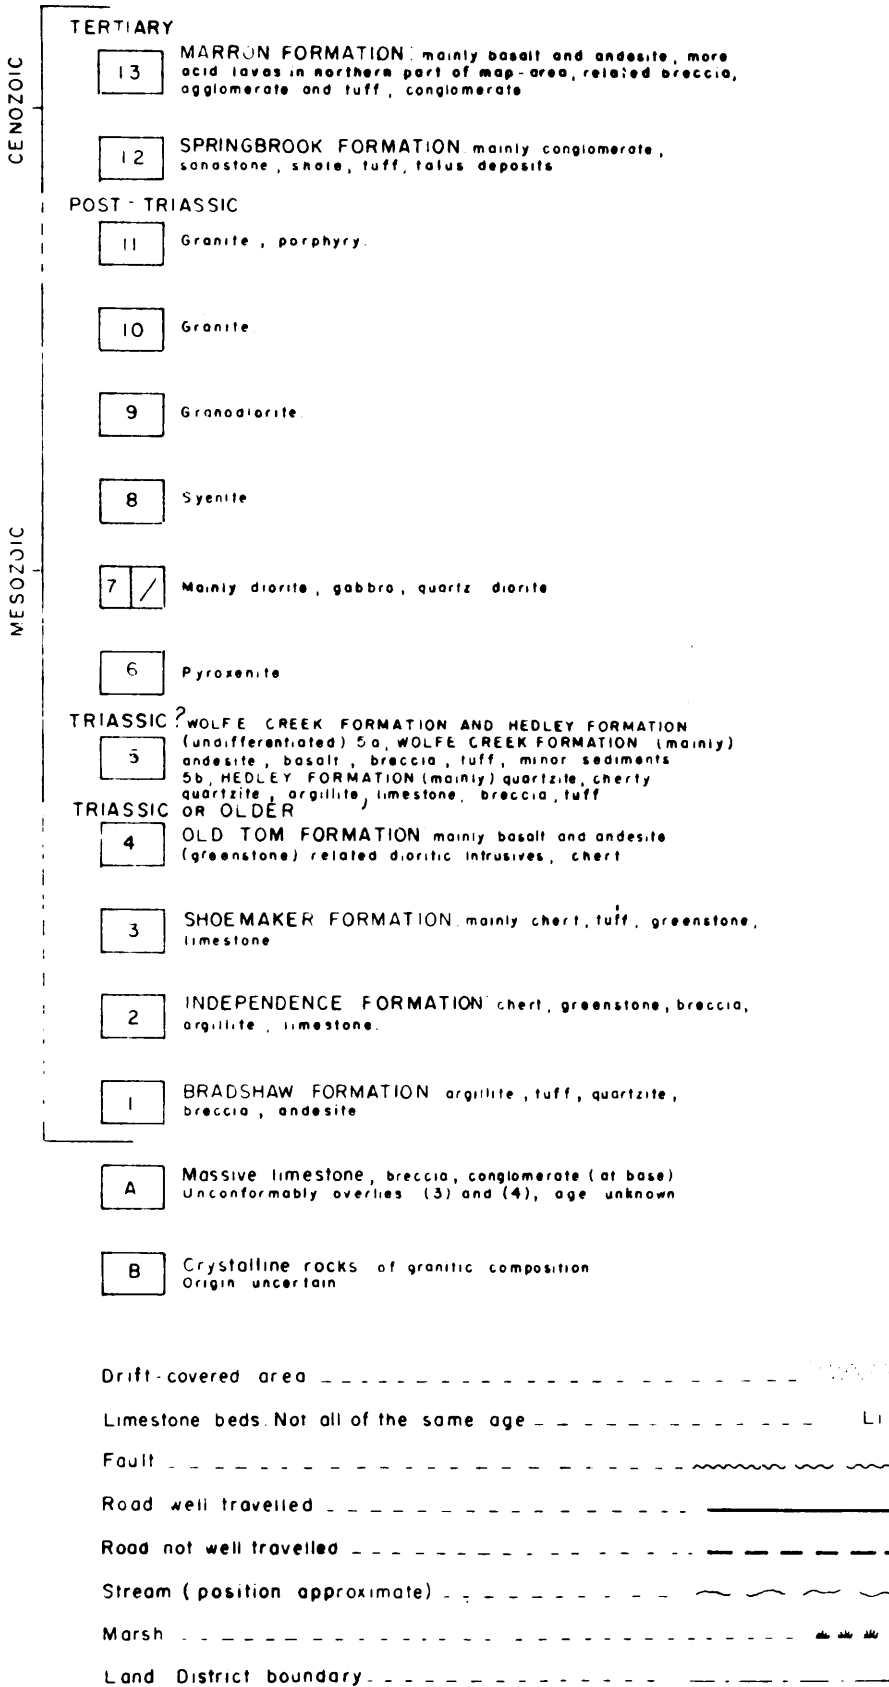 TERTIARY
CENOZOIC
13
MARRON FORMATION: mainly basalt and andesite, more
acid lavas in northern part of map-area, related breccia,
agglomerate and tuff, conglomerate
12
SPRINGBROOK FORMATION mainly conglomerate,
sandstone, shale, tuff, talus deposits
POST-TRIASSIC
11
Granite, porphyry.
10
Granite
9
Granodiorite.
8
Syenite
MESOZOIC
7 /
Mainly diorite, gabbro, quartz diorite
6
Pyroxenite
TRIASSIC ? WOLFE CREEK FORMATION AND HEDLEY FORMATION
5
(undifferentiated) 5a, WOLFE CREEK FORMATION (mainly)
andesite, basalt, breccia, tuff, minor sediments
5b, HEDLEY FORMATION (mainly) quartzite, cherty
quartzite, argillite, limestone, breccia, tuff
TRIASSIC OR OLDER
4
OLD TOM FORMATION mainly basalt and andesite
(greenstone) related dioritic intrusives, chert
3
SHOEMAKER FORMATION. mainly chert, tuff, greenstone,
limestone
2
INDEPENDENCE FORMATION chert, greenstone, breccia,
argillite, limestone.
1
BRADSHAW FORMATION argillite, tuff, quartzite,
breccia, andesite
A
Massive limestone, breccia, conglomerate (at base)
Unconformably overlies (3) and (4), age unknown
B
Crystalline rocks of granitic composition
Origin uncertain
Drift-covered area
Limestone beds. Not all of the same age Li
Fault
Road well travelled
Road not well travelled
Stream (position approximate)
Marsh
Land District boundary